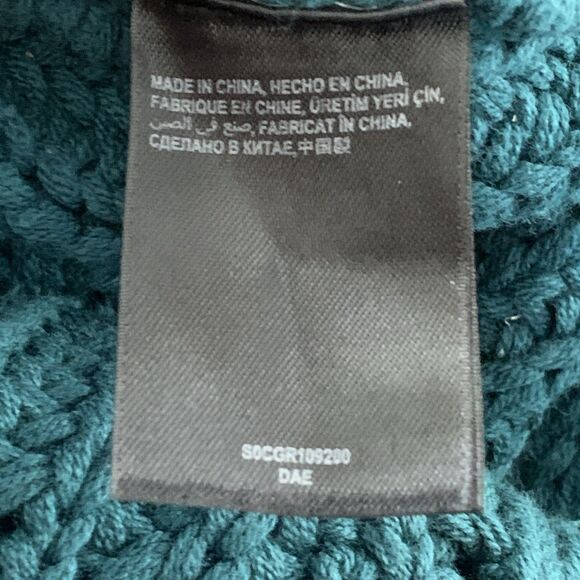 MADE IN CHINA, HECHO EN CHINA,
FABRIQUE EN CHINE, ÜRETİM YERİ ÇİN,
صنع في الصين, FABRICAT ÎN CHINA,
СДЕЛАНО В КИТАЕ, 中國製
S0CGR109200
DAE